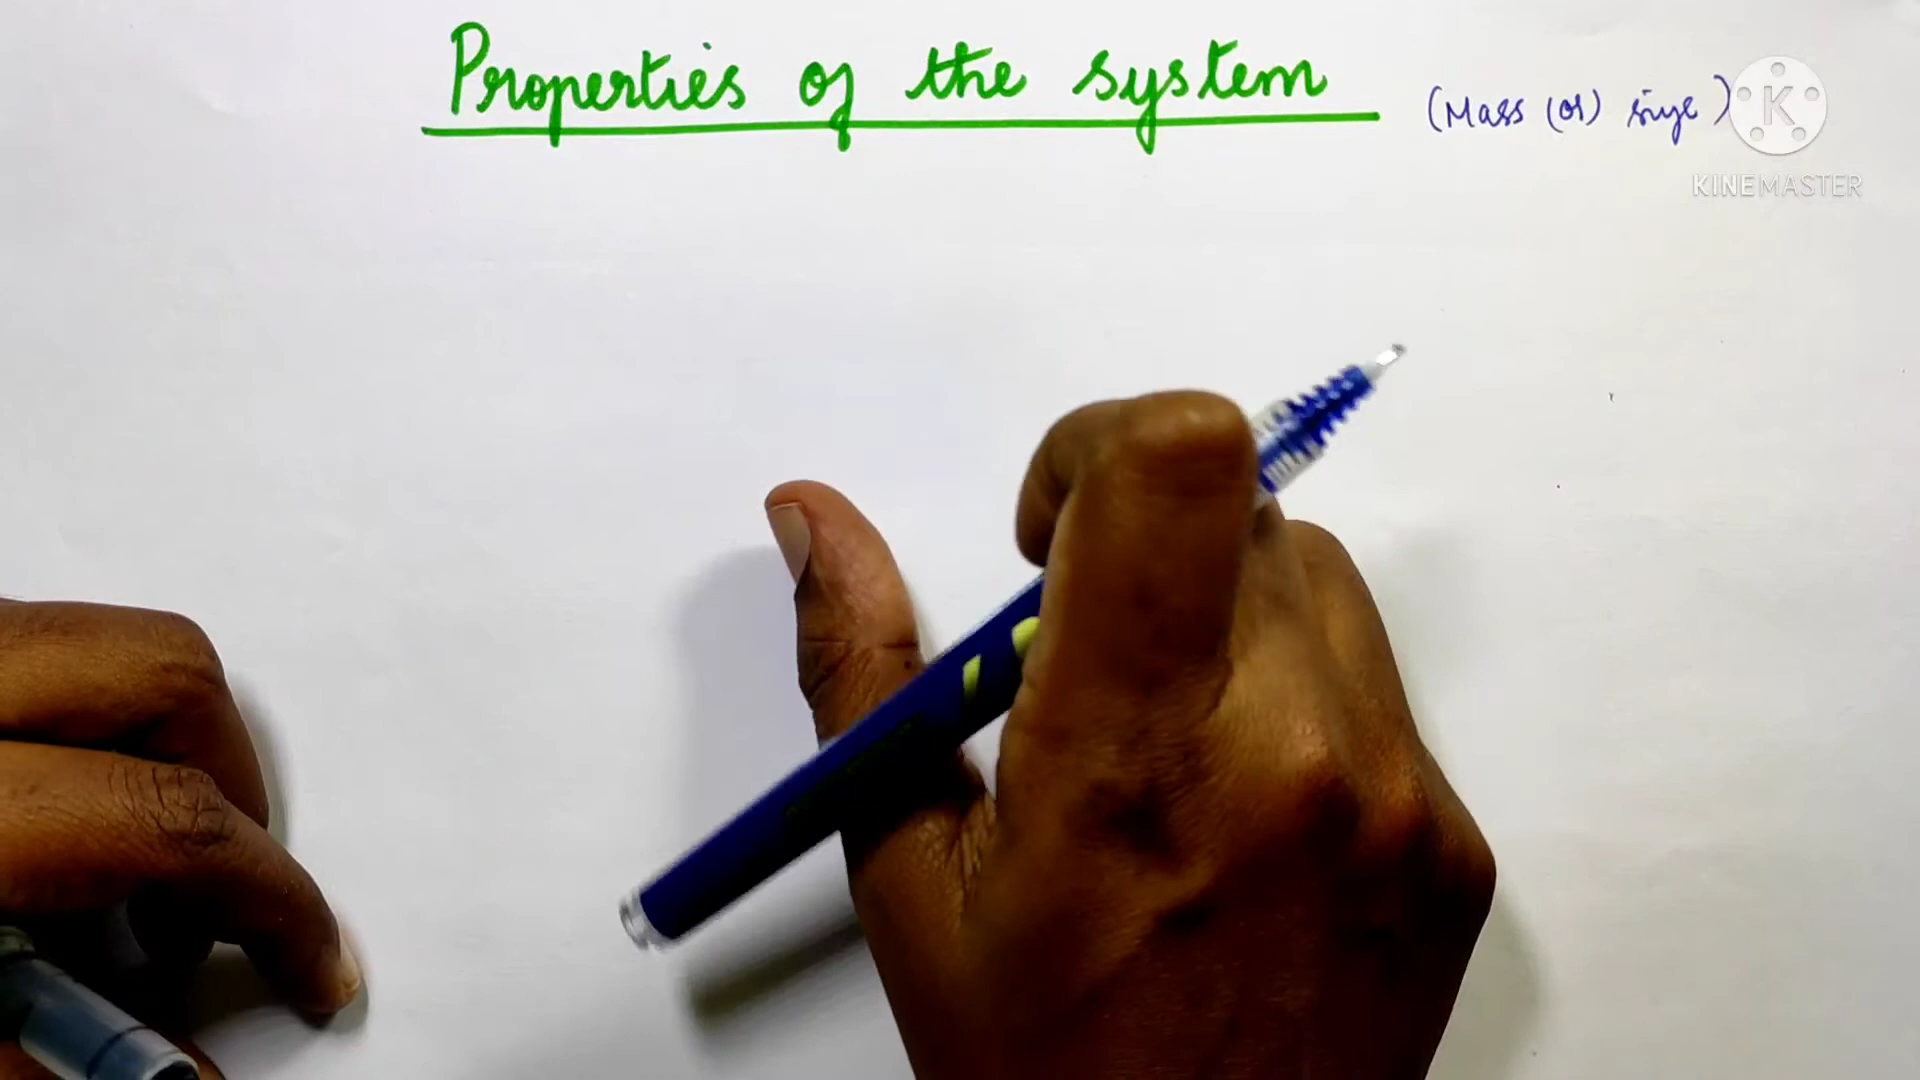 Properties of the system
(Mass (or) size)
K
KINEMASTER